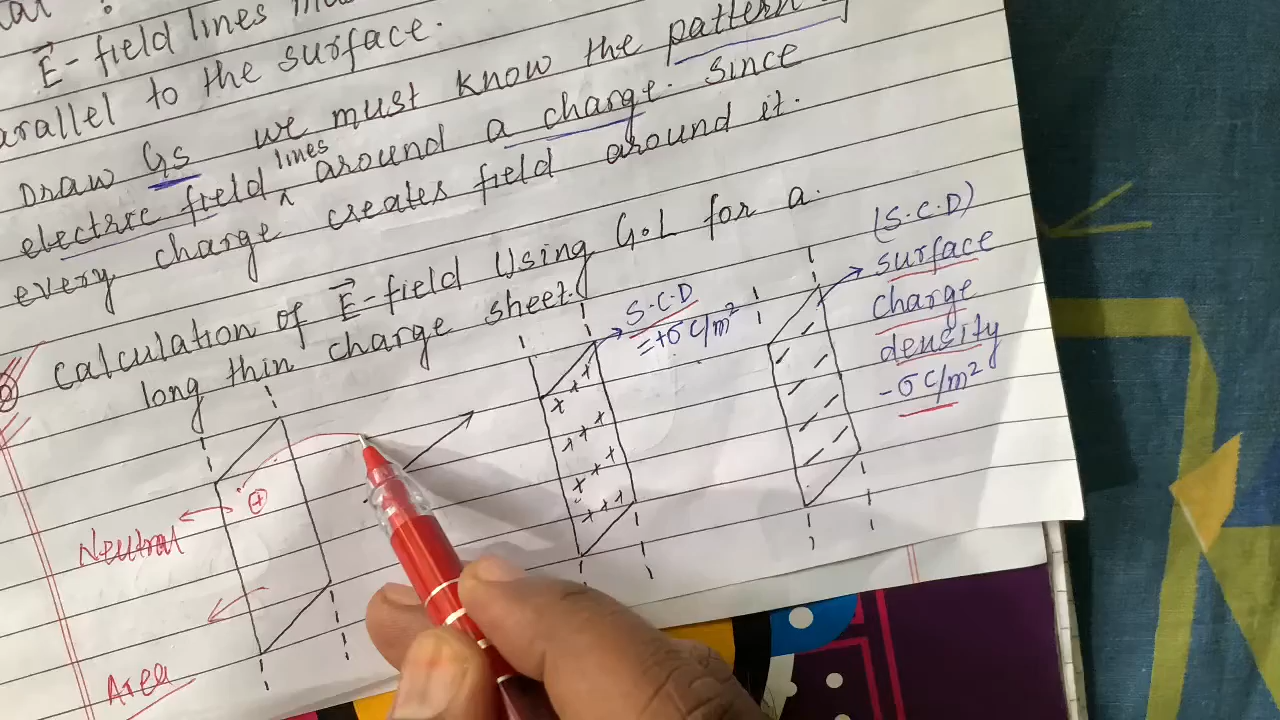 E-field lines
parallel to the surface.
Draw GS we must know the pattern
electric field lines around a charge. Since
every charge creates field around it.
Calculation of E-field Using G.L for a.
long thin charge sheet.
S.C.D
=+σ C/m²
(S.C.D)
surface
charge
density
-σ C/m²
Neutral
Area